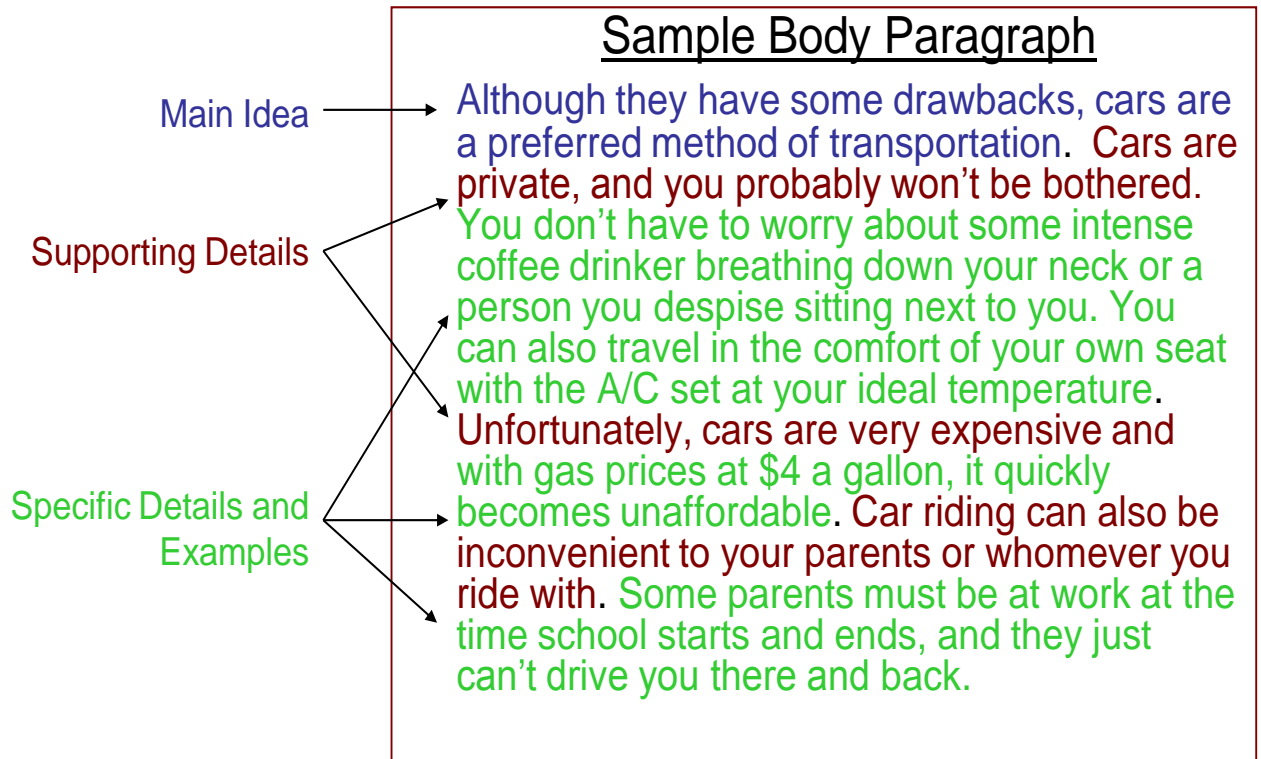 Sample Body Paragraph
Main Idea
Although they have some drawbacks, cars are
a preferred method of transportation.  Cars are
private, and you probably won’t be bothered.
You don’t have to worry about some intense
coffee drinker breathing down your neck or a
person you despise sitting next to you. You
can also travel in the comfort of your own seat
with the A/C set at your ideal temperature.
Unfortunately, cars are very expensive and
with gas prices at $4 a gallon, it quickly
becomes unaffordable. Car riding can also be
inconvenient to your parents or whomever you
ride with. Some parents must be at work at the
time school starts and ends, and they just
can’t drive you there and back.
Supporting Details
Specific Details and
Examples